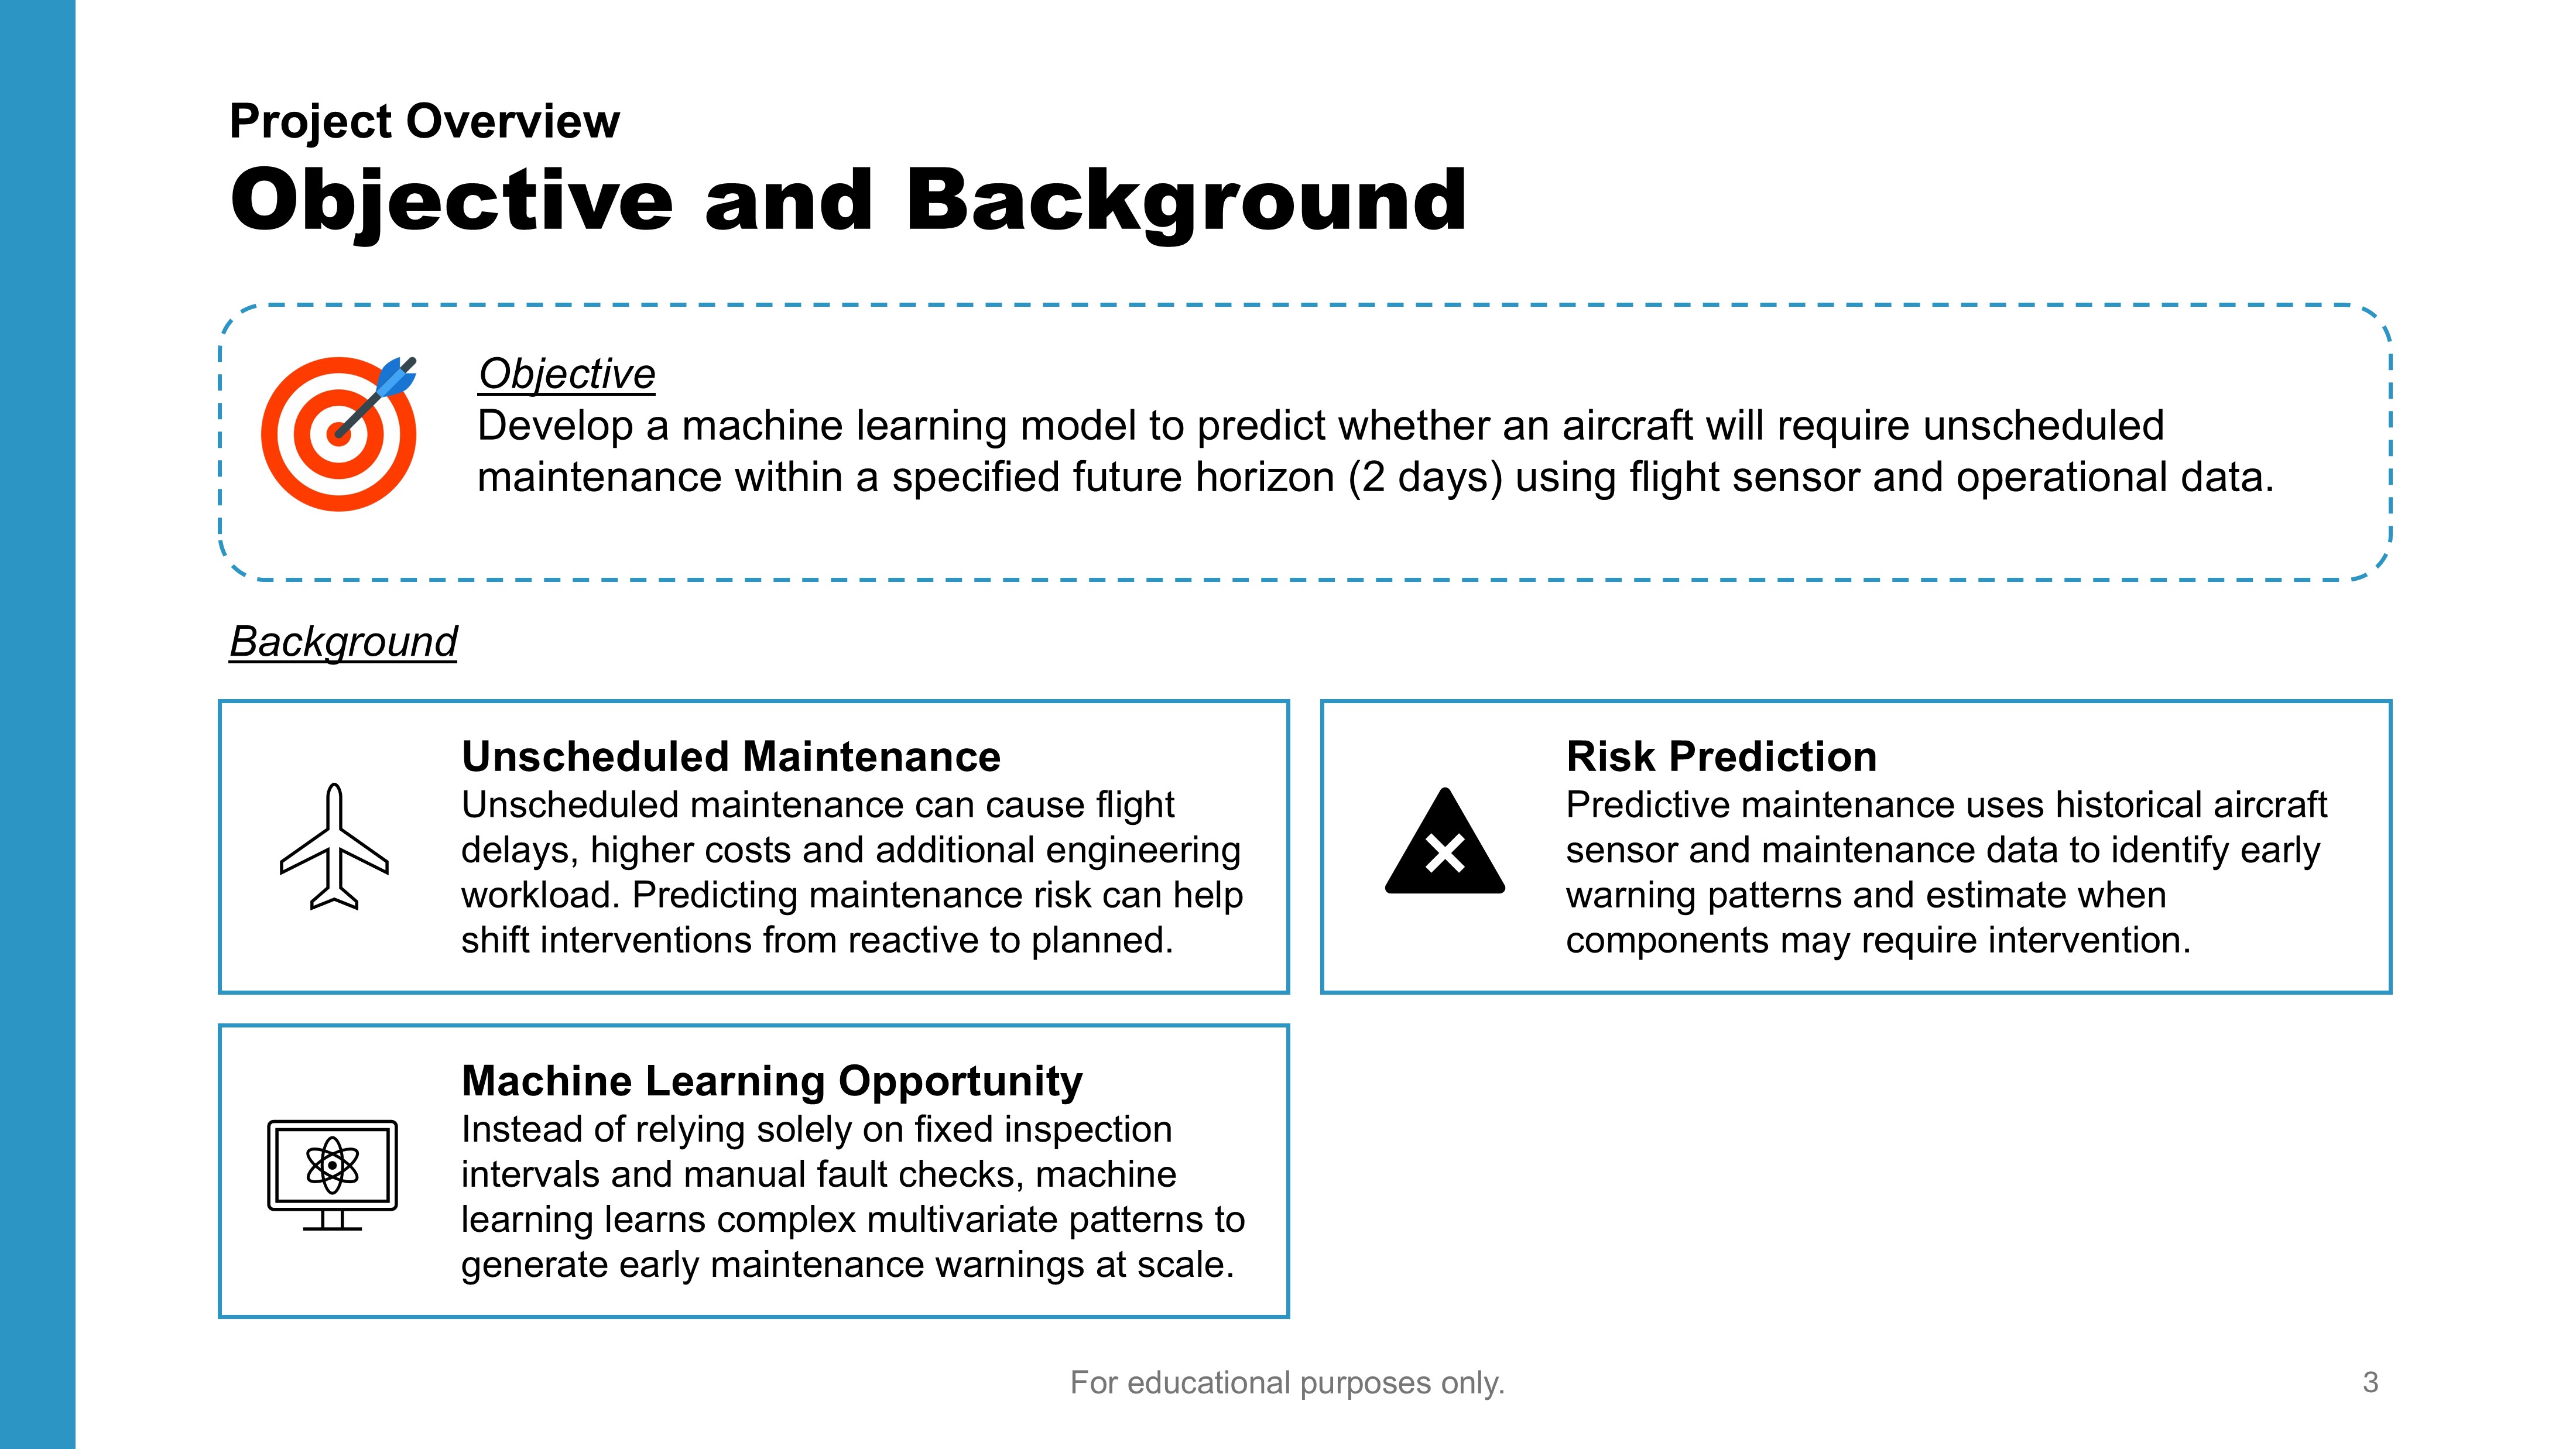 Project Overview
Objective and Background
Objective
Develop a machine learning model to predict whether an aircraft will require unscheduled
maintenance within a specified future horizon (2 days) using flight sensor and operational data.
Background
Unscheduled Maintenance
Unscheduled maintenance can cause flight
delays, higher costs and additional engineering
workload. Predicting maintenance risk can help
shift interventions from reactive to planned.
Risk Prediction
Predictive maintenance uses historical aircraft
sensor and maintenance data to identify early
warning patterns and estimate when
components may require intervention.
Machine Learning Opportunity
Instead of relying solely on fixed inspection
intervals and manual fault checks, machine
learning learns complex multivariate patterns to
generate early maintenance warnings at scale.
For educational purposes only.
3